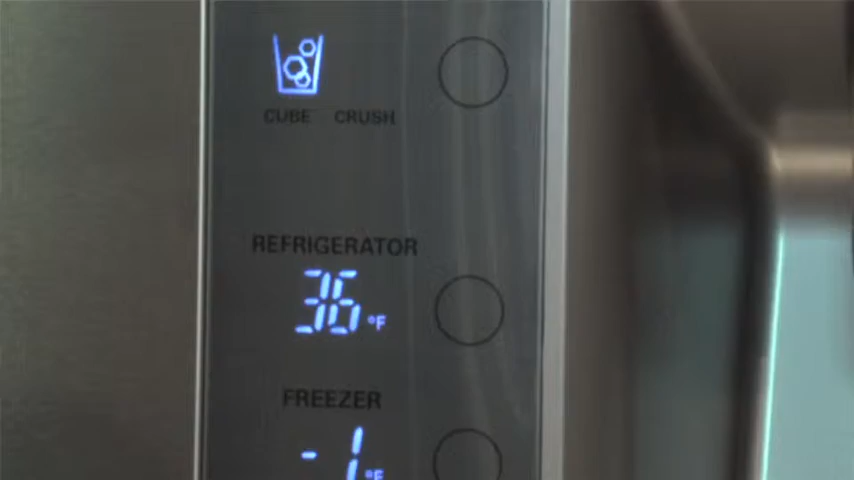 CUBE CRUSH
REFRIGERATOR
36 °F
FREEZER
-1 °F